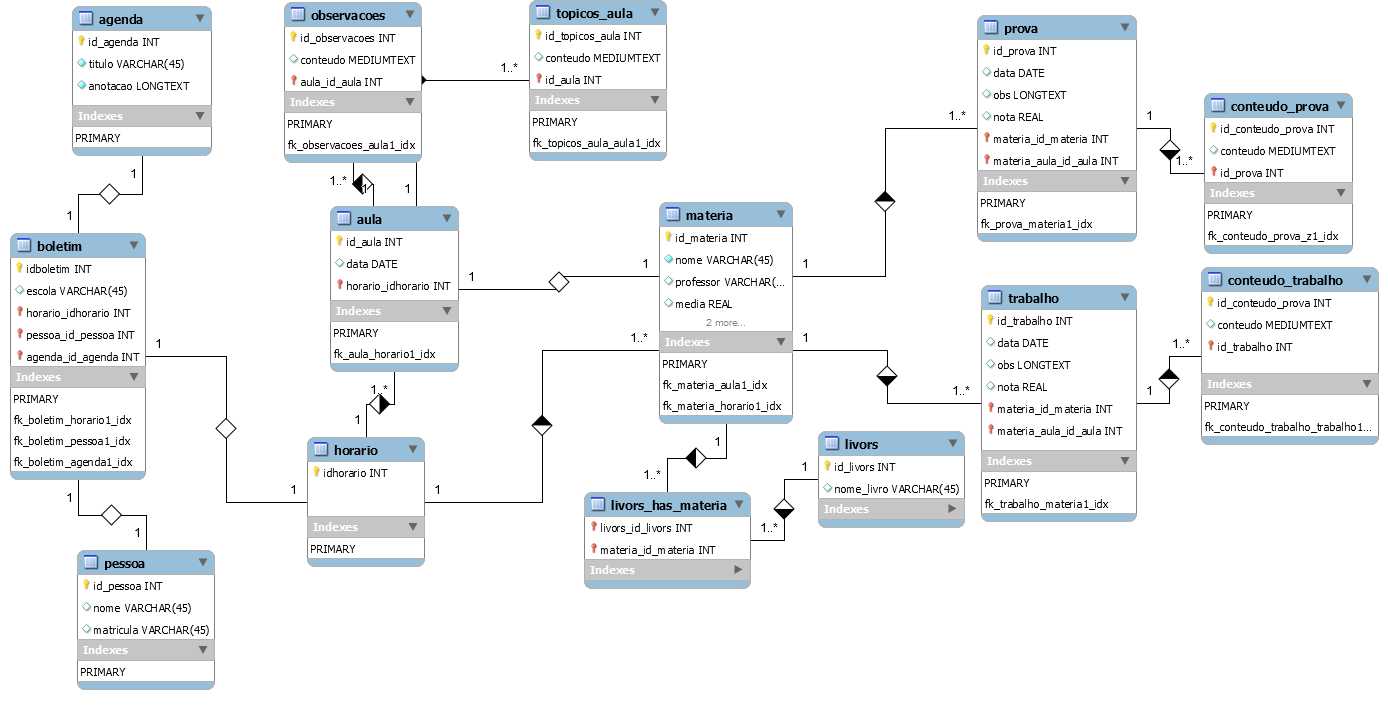 agenda
id_agenda INT
titulo VARCHAR(45)
anotacao LONGTEXT
Indexes
PRIMARY
1
1
boletim
idboletim INT
escola VARCHAR(45)
horario_idhorario INT
pessoa_id_pessoa INT
agenda_id_agenda INT
Indexes
PRIMARY
fk_boletim_horario1_idx
fk_boletim_pessoa1_idx
fk_boletim_agenda1_idx
1
1
1
1
pessoa
id_pessoa INT
nome VARCHAR(45)
matricula VARCHAR(45)
Indexes
PRIMARY
observacoes
id_observacoes INT
conteudo MEDIUMTEXT
aula_id_aula INT
Indexes
PRIMARY
fk_observacoes_aula1_idx
1..*
1
1
1..*
topicos_aula
id_topicos_aula INT
conteudo MEDIUMTEXT
id_aula INT
Indexes
PRIMARY
fk_topicos_aula_aula1_idx
aula
id_aula INT
data DATE
horario_idhorario INT
Indexes
PRIMARY
fk_aula_horario1_idx
1
1
1..*
1
horario
idhorario INT
Indexes
PRIMARY
1
1..*
materia
id_materia INT
nome VARCHAR(45)
professor VARCHAR(...
media REAL
2 more...
Indexes
PRIMARY
fk_materia_aula1_idx
fk_materia_horario1_idx
1
1..*
1
1..*
1
1..*
livors_has_materia
livors_id_livors INT
materia_id_materia INT
Indexes
1..*
1
livors
id_livors INT
nome_livro VARCHAR(45)
Indexes
prova
id_prova INT
data DATE
obs LONGTEXT
nota REAL
materia_id_materia INT
materia_aula_id_aula INT
Indexes
PRIMARY
fk_prova_materia1_idx
1
1..*
conteudo_prova
id_conteudo_prova INT
conteudo MEDIUMTEXT
id_prova INT
Indexes
PRIMARY
fk_conteudo_prova_z1_idx
trabalho
id_trabalho INT
data DATE
obs LONGTEXT
nota REAL
materia_id_materia INT
materia_aula_id_aula INT
Indexes
PRIMARY
fk_trabalho_materia1_idx
1
1..*
conteudo_trabalho
id_conteudo_prova INT
conteudo MEDIUMTEXT
id_trabalho INT
Indexes
PRIMARY
fk_conteudo_trabalho_trabalho1...